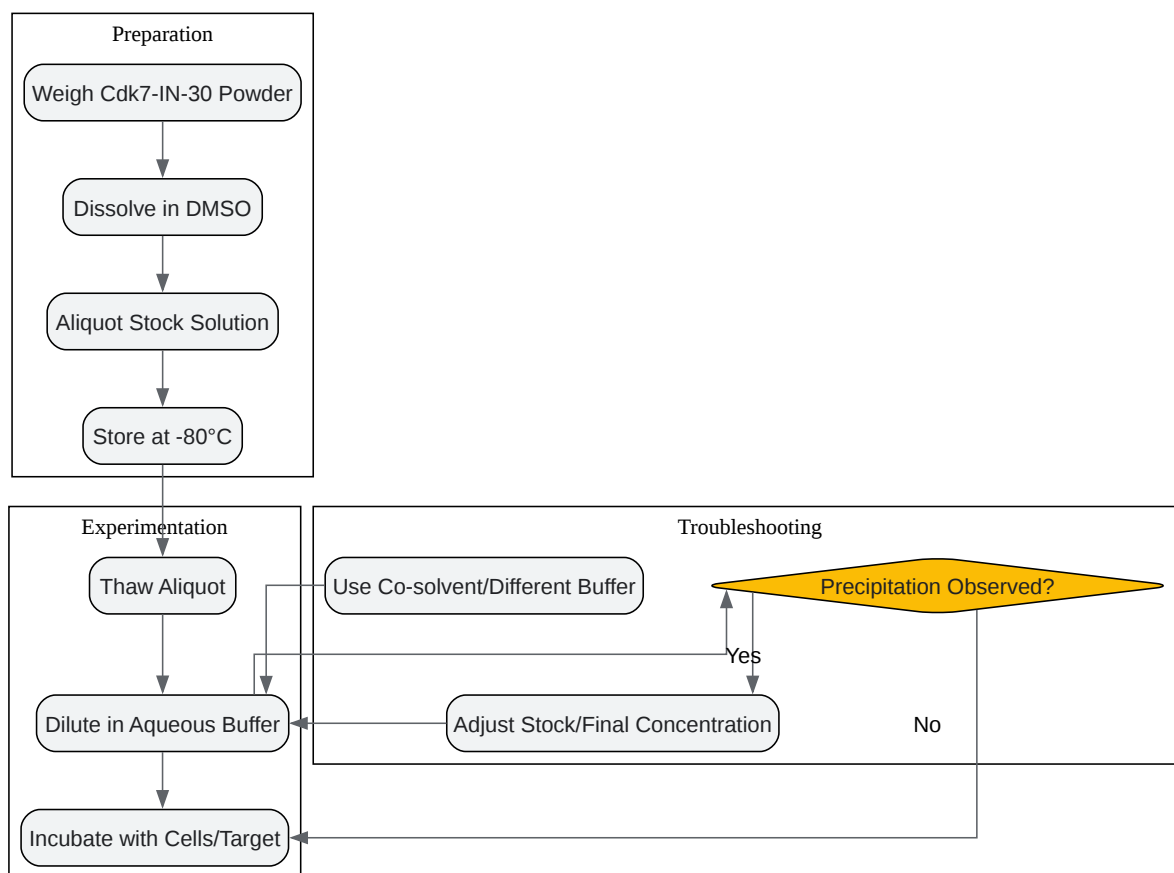 Preparation
Weigh Cdk7-IN-30 Powder
Dissolve in DMSO
Aliquot Stock Solution
Store at -80°C
Experimentation
Thaw Aliquot
Dilute in Aqueous Buffer
Incubate with Cells/Target
Troubleshooting
Use Co-solvent/Different Buffer
Precipitation Observed?
Yes
Adjust Stock/Final Concentration
No